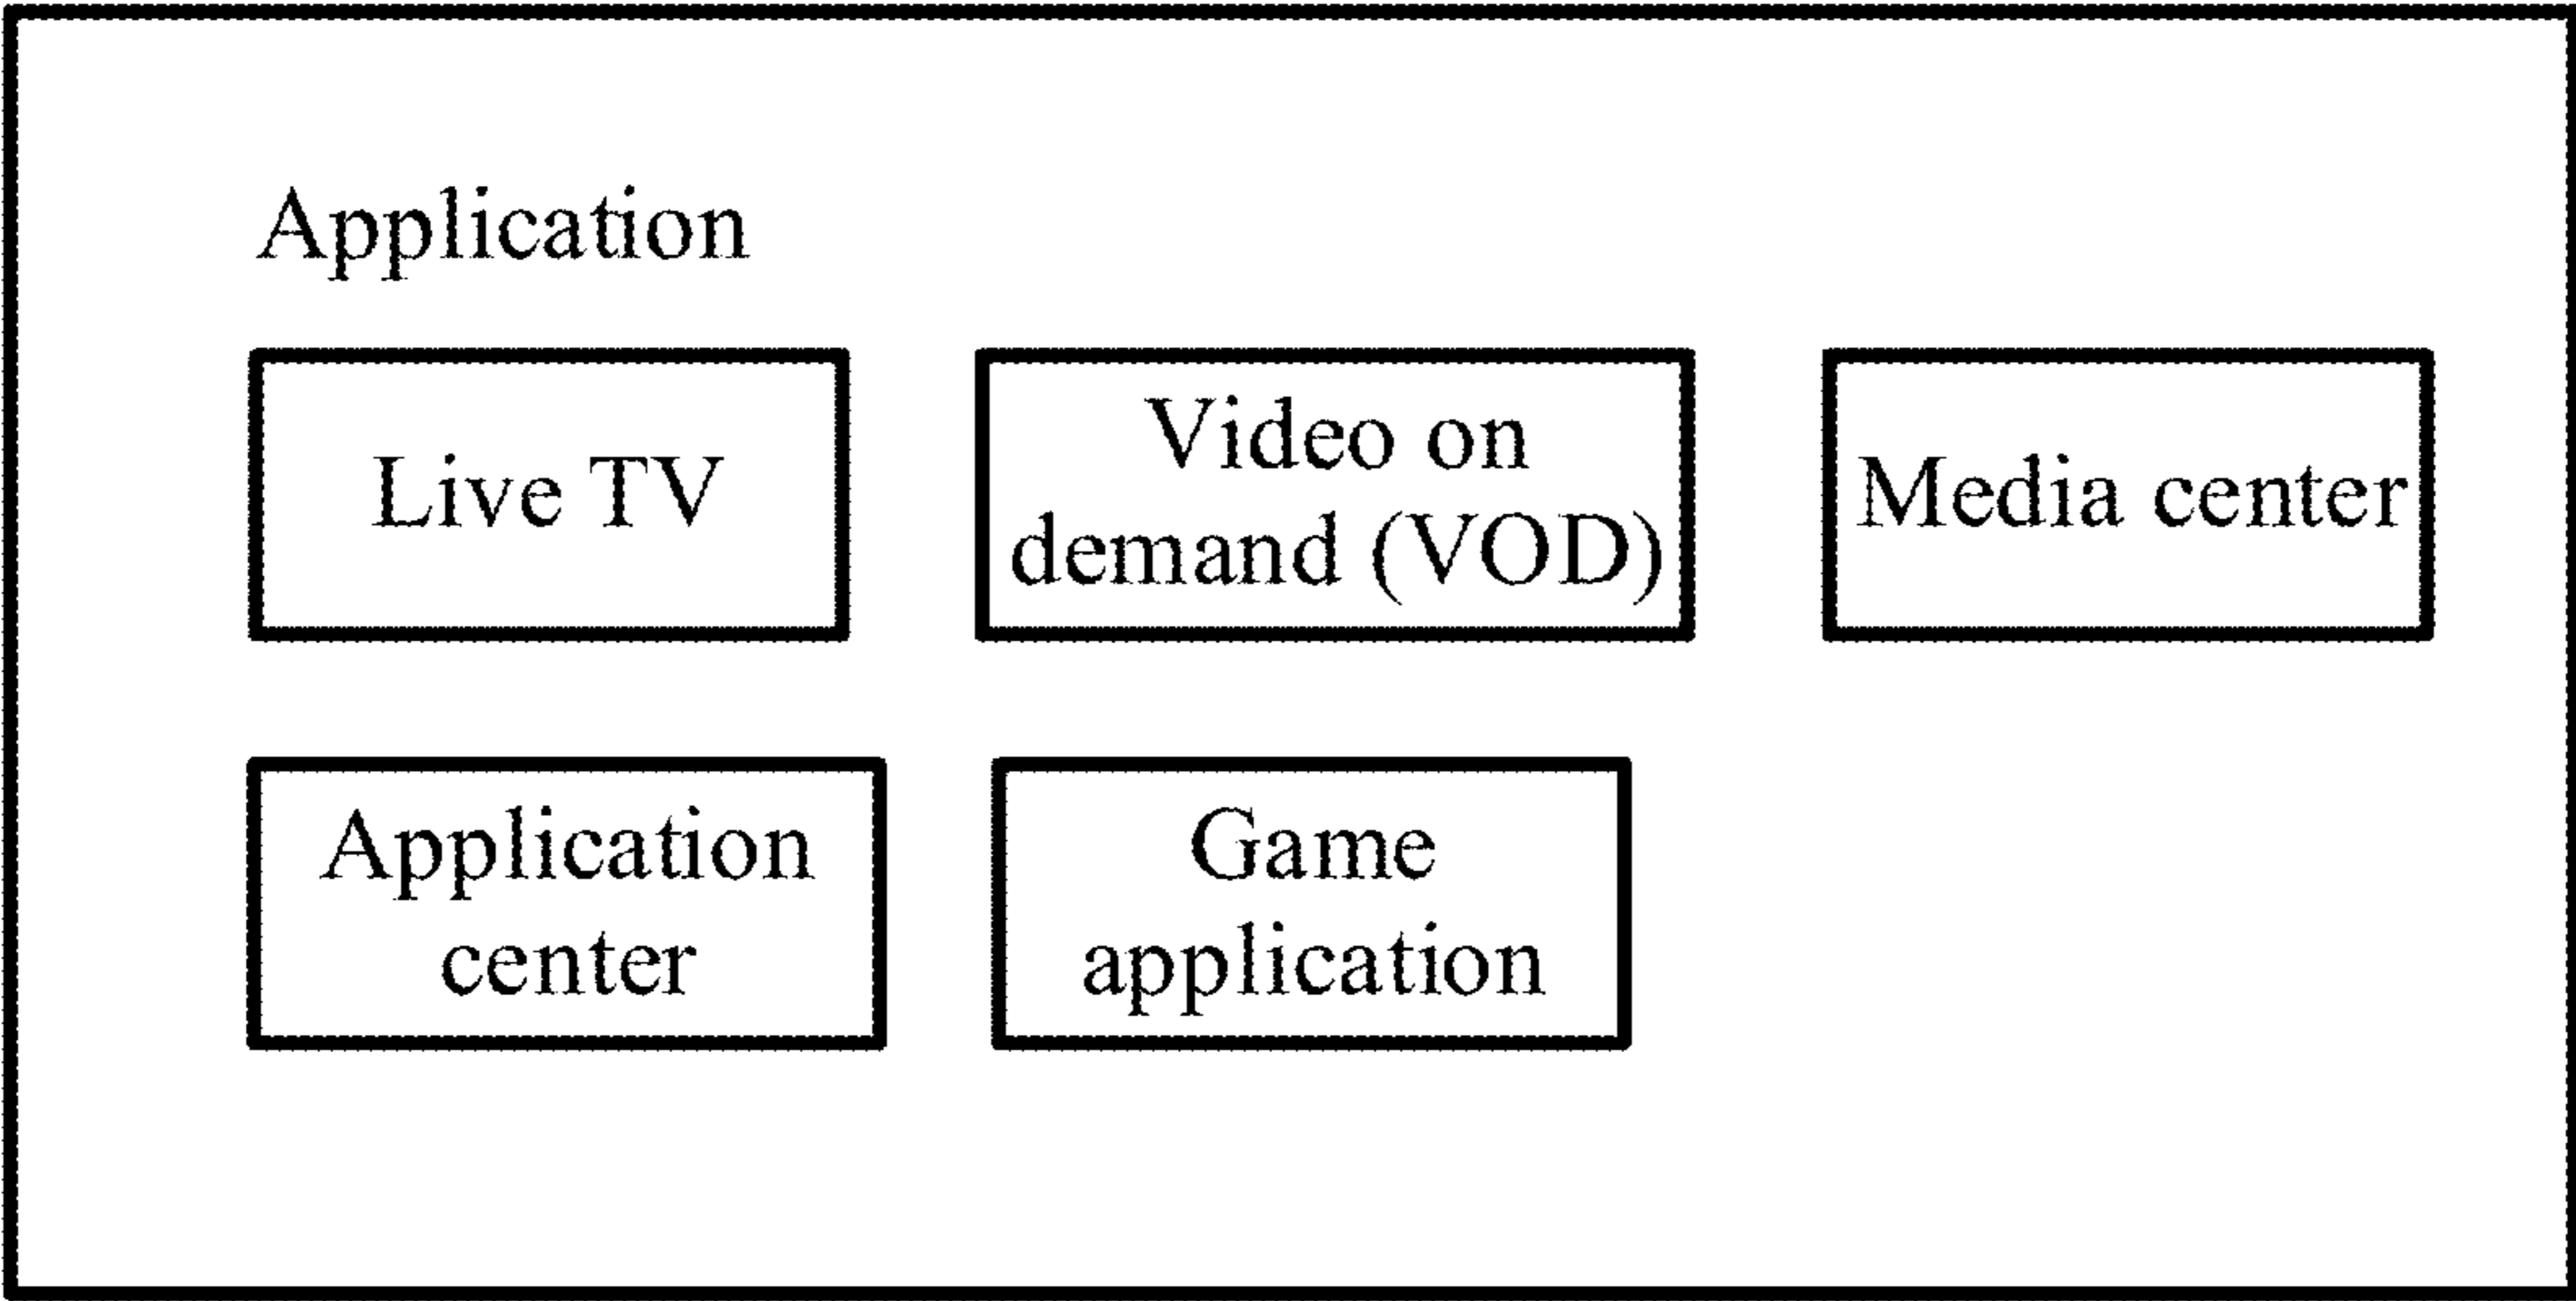 Application
Live TV
Video on
demand (VOD)
Media center
Application
center
Game
application